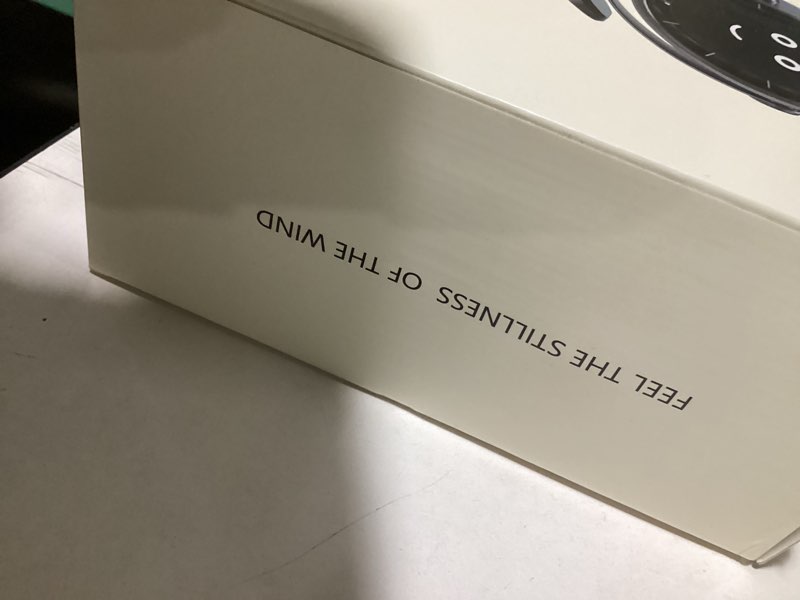 FEEL THE STILLNESS OF THE WIND